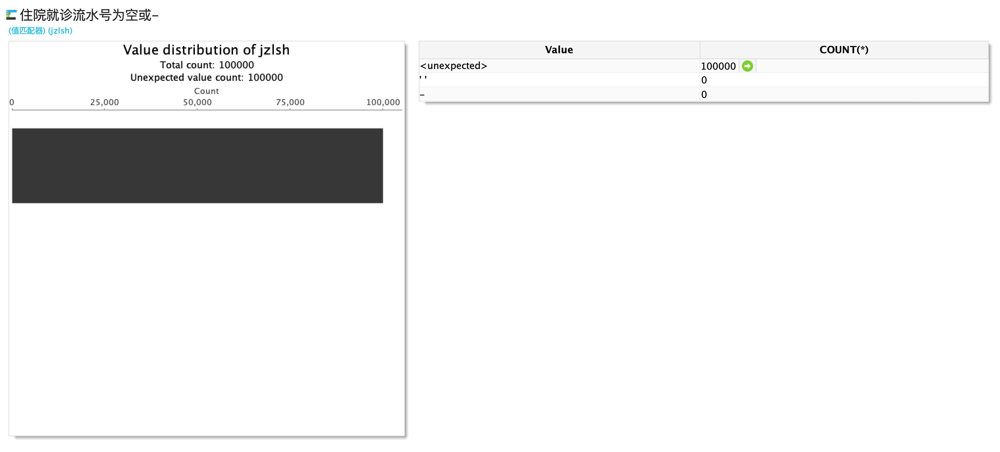 住院就诊流水号为空或-
(值匹配器) (jzlsh)
Value distribution of jzlsh
Total count: 100000
Unexpected value count: 100000
Count
0 25,000 50,000 75,000 100,000
Value COUNT(*)
<unexpected> 100000
' ' 0
- 0